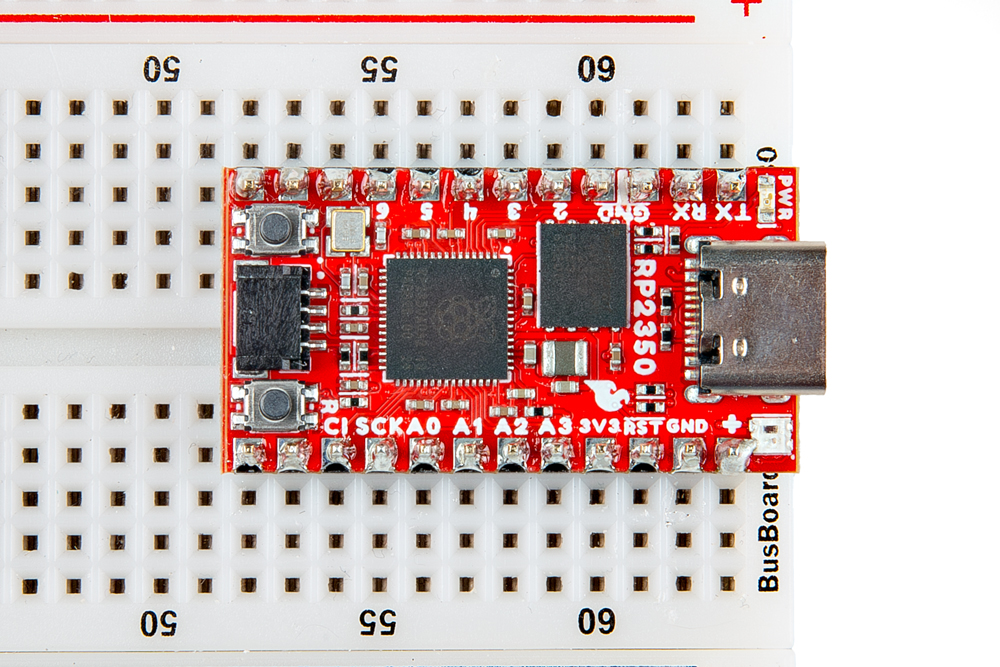 +
50 55 60
6 5 4 3 2 GND GND RX TX
PWR
RP2350
R
CI SCK A0 A1 A2 A3 3V3 RST GND +
BusBoard
50 55 60